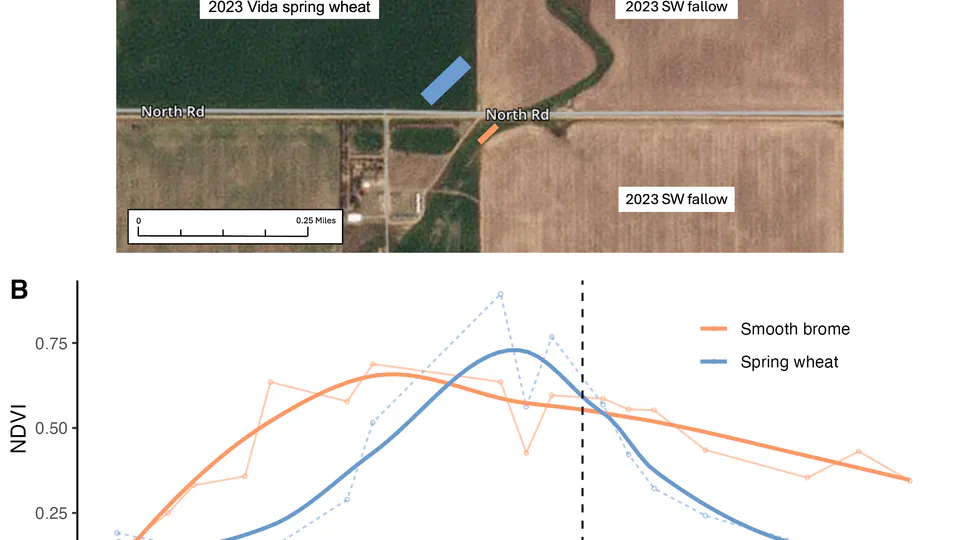 2023 Vida spring wheat
2023 SW fallow
North Rd
North Rd
2023 SW fallow
0
0.25 Miles
B
NDVI
0.75
0.50
0.25
Smooth brome
Spring wheat